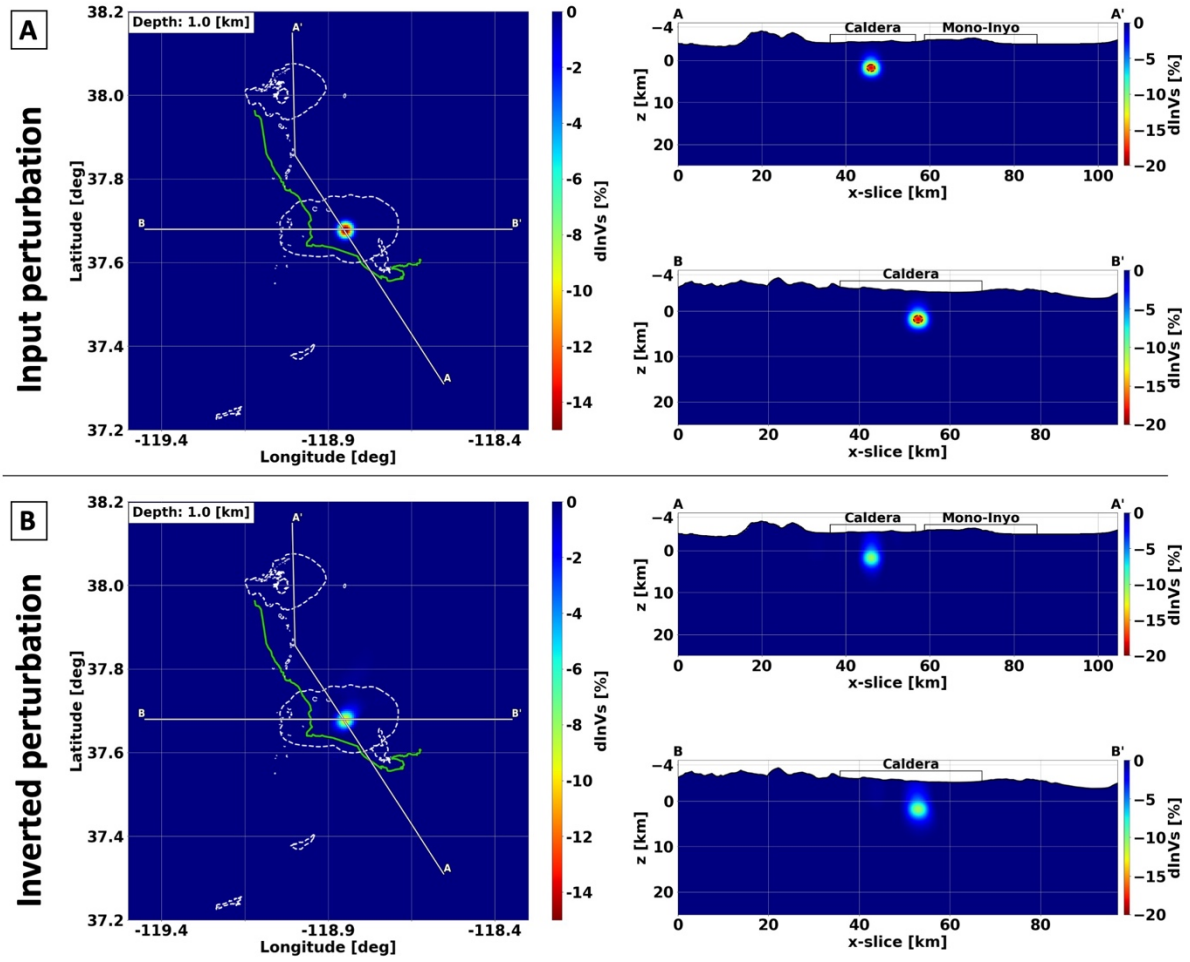 A
Input perturbation
Depth: 1.0 [km]
38.2
38.0
37.8
37.6
37.4
37.2
Latitude [deg]
-119.4
-118.9
-118.3
Longitude [deg]
A'
B
B'
A
0
-2
-4
-6
-8
-10
-12
-14
dlnVs [%]
A
A'
Caldera
Mono-Inyo
−4
0
10
20
z [km]
0
20
40
60
80
100
x-slice [km]
0
−5
−10
−15
−20
dlnVs [%]
B
B'
Caldera
−4
0
10
20
z [km]
0
20
40
60
80
x-slice [km]
0
−5
−10
−15
−20
dlnVs [%]
B
Inverted perturbation
Depth: 1.0 [km]
38.2
38.0
37.8
37.6
37.4
37.2
Latitude [deg]
-119.4
-118.9
-118.3
Longitude [deg]
A'
B
B'
A
0
-2
-4
-6
-8
-10
-12
-14
dlnVs [%]
A
A'
Caldera
Mono-Inyo
−4
0
10
20
z [km]
0
20
40
60
80
100
x-slice [km]
0
−5
−10
−15
−20
dlnVs [%]
B
B'
Caldera
−4
0
10
20
z [km]
0
20
40
60
80
x-slice [km]
0
−5
−10
−15
−20
dlnVs [%]